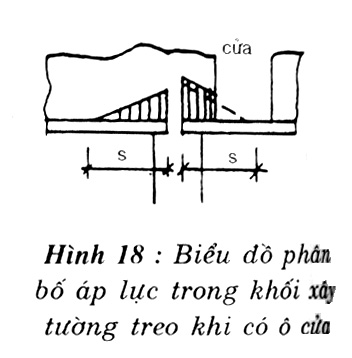 cửa
s s
Hình 18 : Biểu đồ phân
bố áp lực trong khối xây
tường treo khi có ô cửa